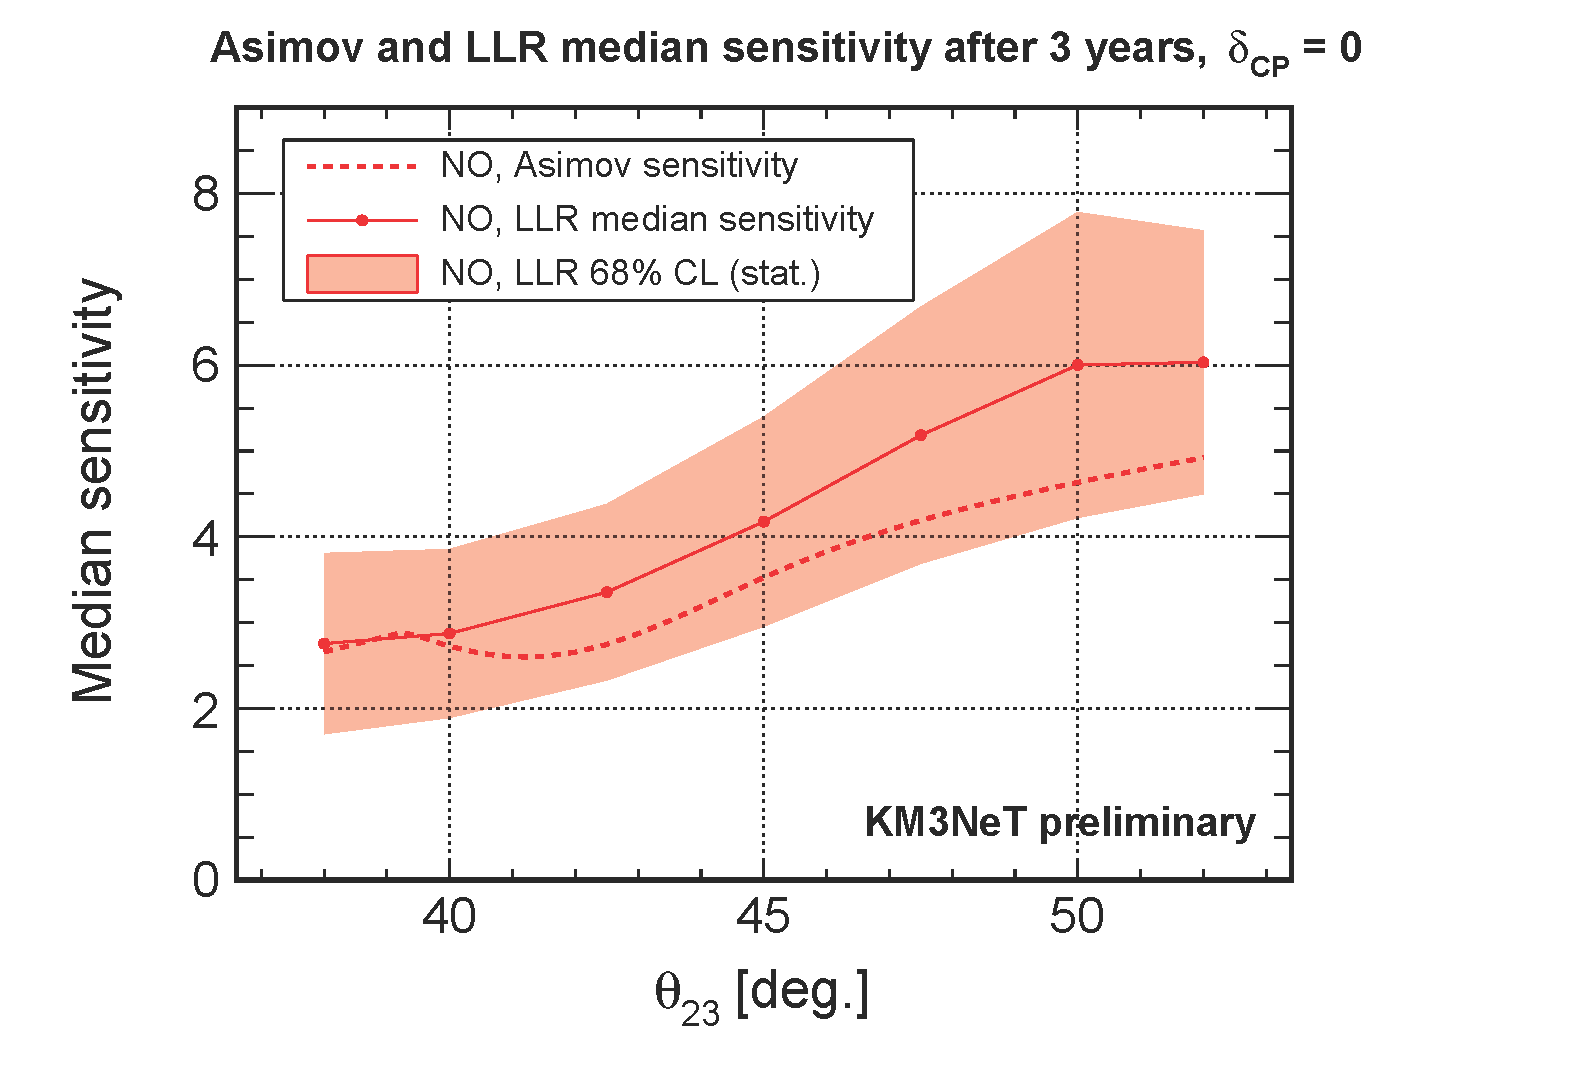 Asimov and LLR median sensitivity after 3 years, δCP = 0
NO, Asimov sensitivity
NO, LLR median sensitivity
NO, LLR 68% CL (stat.)
Median sensitivity
8
6
4
2
0
KM3NeT preliminary
40 45 50
θ23 [deg.]